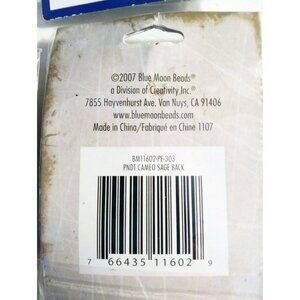 ©2007 Blue Moon Beads®
a Division of Creativity, Inc.®
7855 Hayvenhurst Ave. Van Nuys, CA 91406
www.bluemoonbeads.com
Made in China/Fabriqué en Chine 1107
BM11602-PE-303
PNDT CAMEO SAGE BACK
7 66435 11602 9